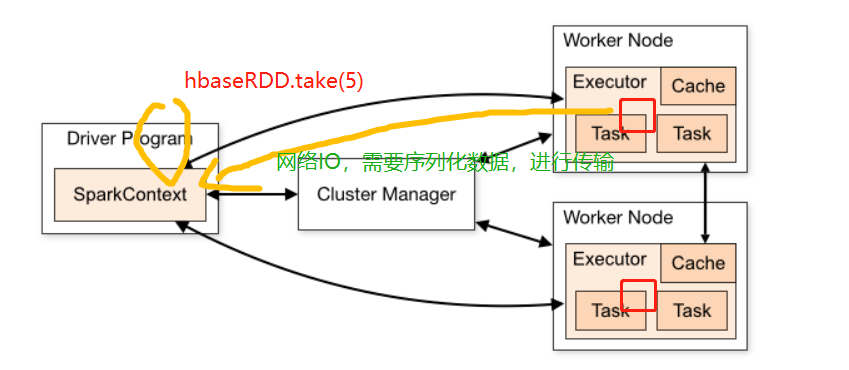 hbaseRDD.take(5)
Driver Program
SparkContext
网络IO，需要序列化数据，进行传输
Cluster Manager
Worker Node
Executor
Cache
Task
Task
Worker Node
Executor
Cache
Task
Task